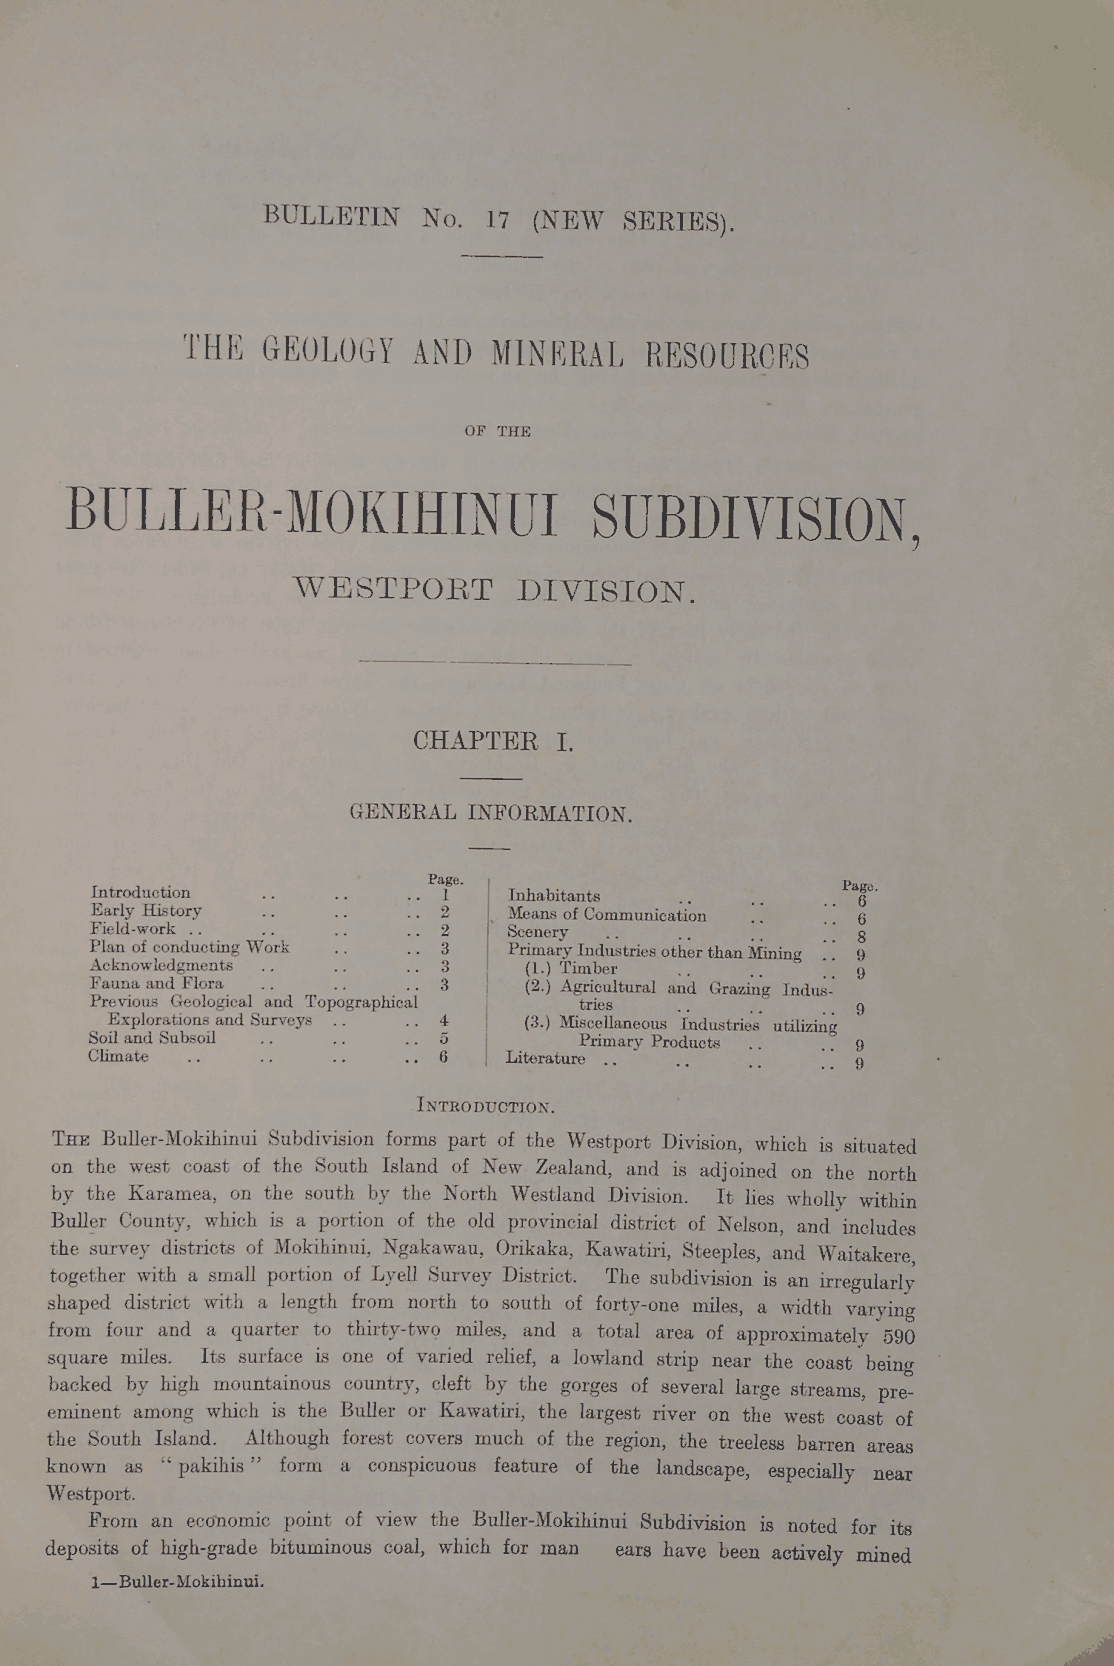 BULLETIN No. 17 (NEW SERIES).
THE GEOLOGY AND MINERAL RESOURCES
OF THE
BULLER-MOKIHINUI SUBDIVISION,
WESTPORT DIVISION.
CHAPTER I.
GENERAL INFORMATION.
Page.
Introduction .. .. .. 1
Early History .. .. .. 2
Field-work .. .. .. .. 2
Plan of conducting Work .. .. 3
Acknowledgments .. .. .. 3
Fauna and Flora .. .. .. 3
Previous Geological and Topographical
Explorations and Surveys .. .. 4
Soil and Subsoil .. .. .. 5
Climate .. .. .. .. 6
Page.
Inhabitants .. .. .. 6
Means of Communication .. .. 6
Scenery .. .. .. .. 8
Primary Industries other than Mining .. 9
(1.) Timber .. .. .. 9
(2.) Agricultural and Grazing Indus-
tries .. .. .. 9
(3.) Miscellaneous Industries utilizing
Primary Products .. .. 9
Literature .. .. .. .. 9
INTRODUCTION.
THE Buller-Mokihinui Subdivision forms part of the Westport Division, which is situated
on the west coast of the South Island of New Zealand, and is adjoined on the north
by the Karamea, on the south by the North Westland Division. It lies wholly within
Buller County, which is a portion of the old provincial district of Nelson, and includes
the survey districts of Mokihinui, Ngakawau, Orikaka, Kawatiri, Steeples, and Waitakere,
together with a small portion of Lyell Survey District. The subdivision is an irregularly
shaped district with a length from north to south of forty-one miles, a width varying
from four and a quarter to thirty-two miles, and a total area of approximately 590
square miles. Its surface is one of varied relief, a lowland strip near the coast being
backed by high mountainous country, cleft by the gorges of several large streams, pre-
eminent among which is the Buller or Kawatiri, the largest river on the west coast of
the South Island. Although forest covers much of the region, the treeless barren areas
known as "pakihis" form a conspicuous feature of the landscape, especially near
Westport.
From an economic point of view the Buller-Mokihinui Subdivision is noted for its
deposits of high-grade bituminous coal, which for man ears have been actively mined
1—Buller-Mokihinui.